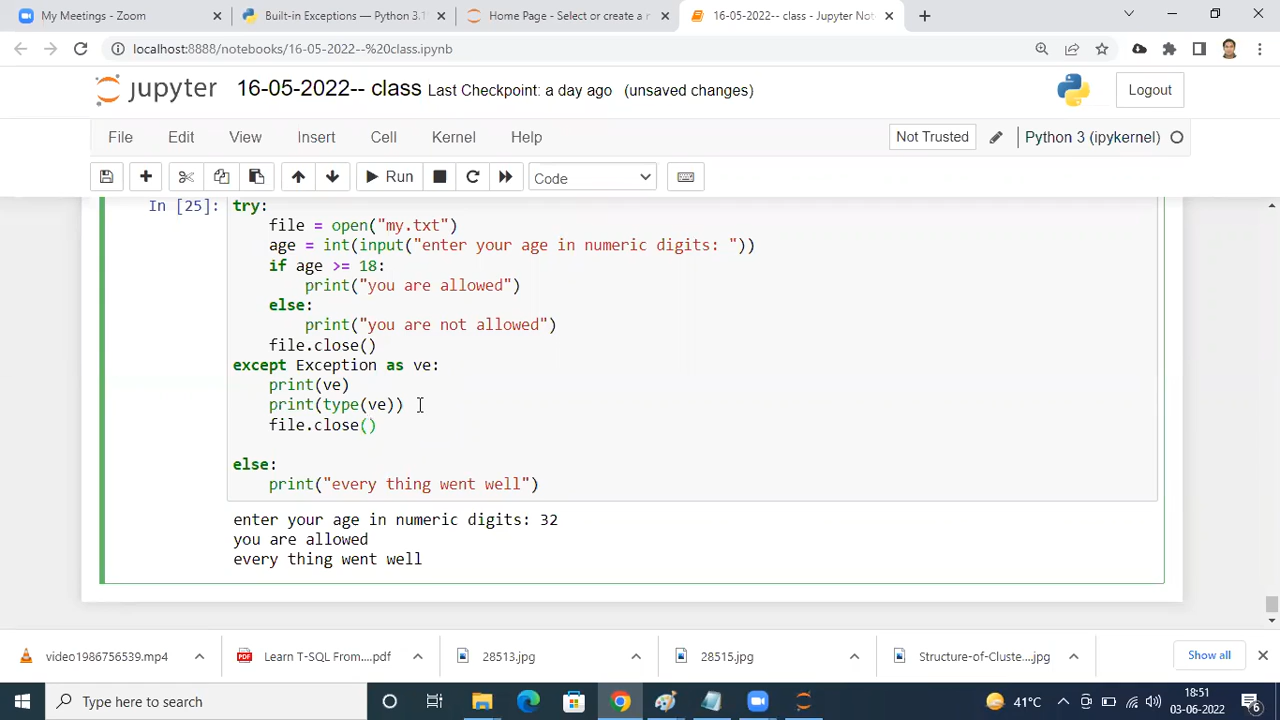 My Meetings - Zoom
Built-in Exceptions — Python 3.1
Home Page - Select or create a n
16-05-2022-- class - Jupyter Not
localhost:8888/notebooks/16-05-2022--%20class.ipynb
jupyter 16-05-2022-- class Last Checkpoint: a day ago (unsaved changes)
Logout
File Edit View Insert Cell Kernel Help
Not Trusted
Python 3 (ipykernel)
Run
Code
In [25]: try:
file = open("my.txt")
age = int(input("enter your age in numeric digits: "))
if age >= 18:
print("you are allowed")
else:
print("you are not allowed")
file.close()
except Exception as ve:
print(ve)
print(type(ve))
file.close()
else:
print("every thing went well")
enter your age in numeric digits: 32
you are allowed
every thing went well
video1986756539.mp4
PDF
Learn T-SQL From....pdf
28513.jpg
28515.jpg
Structure-of-Cluste....jpg
Show all
Type here to search
41°C
18:51
03-06-2022
6